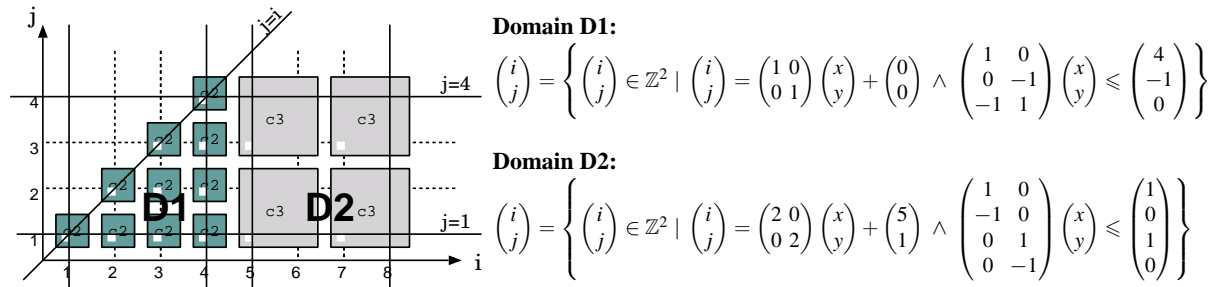 j
j=i
c2
j=4
4
c2 c2 c3 c3
3
c2 c2 c2
2
c2 c2 c2 c2 c3 c3
D1 D2
j=1
1
i
1 2 3 4 5 6 7 8
Domain D1:
(i j) = { (i j) ∈ ℤ² | (i j) = (1 0 0 1) (x y) + (0 0) ∧ (1 0 0 −1 −1 1) (x y) ⩽ (4 −1 0) }
Domain D2:
(i j) = { (i j) ∈ ℤ² | (i j) = (2 0 0 2) (x y) + (5 1) ∧ (1 0 −1 0 0 1 0 −1) (x y) ⩽ (1 0 1 0) }